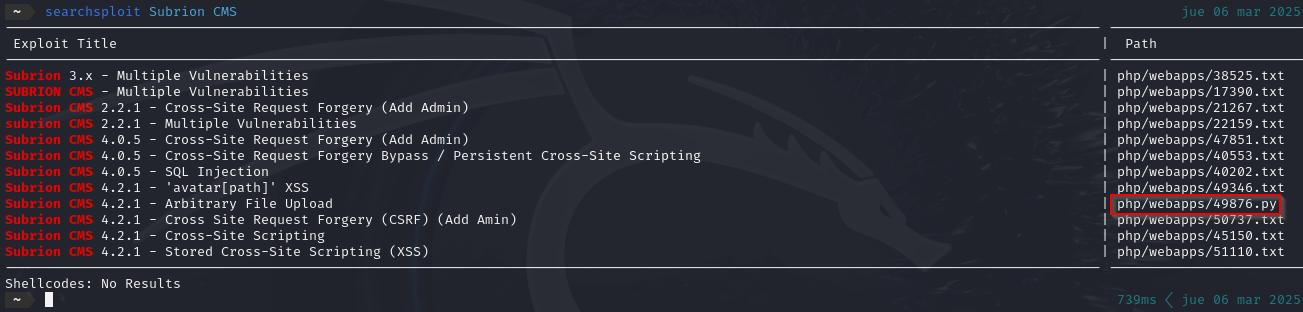 ~ searchsploit Subrion CMS jue 06 mar 2025
Exploit Title | Path
Subrion 3.x - Multiple Vulnerabilities | php/webapps/38525.txt
SUBRION CMS - Multiple Vulnerabilities | php/webapps/17390.txt
Subrion CMS 2.2.1 - Cross-Site Request Forgery (Add Admin) | php/webapps/21267.txt
subrion CMS 2.2.1 - Multiple Vulnerabilities | php/webapps/22159.txt
Subrion CMS 4.0.5 - Cross-Site Request Forgery (Add Admin) | php/webapps/47851.txt
Subrion CMS 4.0.5 - Cross-Site Request Forgery Bypass / Persistent Cross-Site Scripting | php/webapps/40553.txt
Subrion CMS 4.0.5 - SQL Injection | php/webapps/40202.txt
Subrion CMS 4.2.1 - 'avatar[path]' XSS | php/webapps/49346.txt
Subrion CMS 4.2.1 - Arbitrary File Upload | php/webapps/49876.py
Subrion CMS 4.2.1 - Cross Site Request Forgery (CSRF) (Add Amin) | php/webapps/50737.txt
Subrion CMS 4.2.1 - Cross-Site Scripting | php/webapps/45150.txt
Subrion CMS 4.2.1 - Stored Cross-Site Scripting (XSS) | php/webapps/51110.txt
Shellcodes: No Results
~ 739ms jue 06 mar 2025